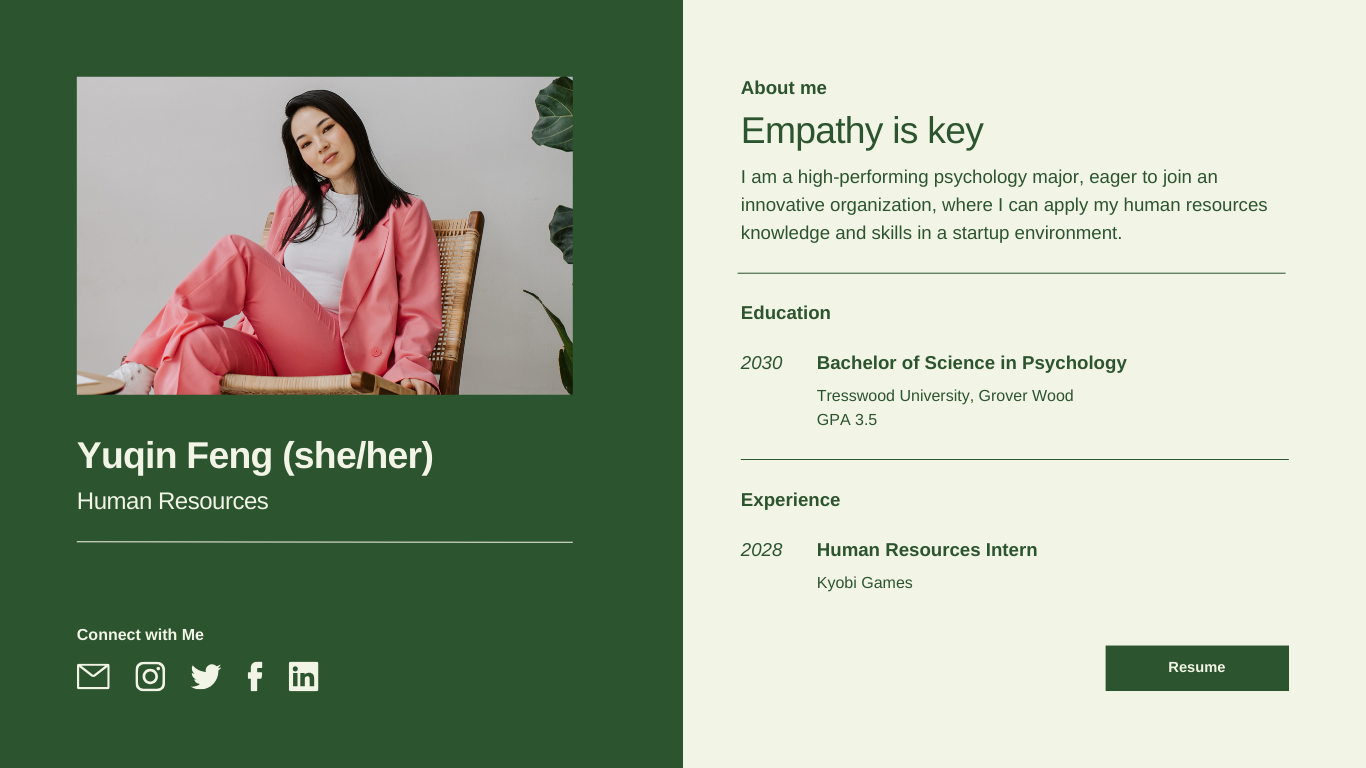 Yuqin Feng (she/her)
Human Resources
Connect with Me
About me
Empathy is key
I am a high-performing psychology major, eager to join an
innovative organization, where I can apply my human resources
knowledge and skills in a startup environment.
Education
2030 Bachelor of Science in Psychology
Tresswood University, Grover Wood
GPA 3.5
Experience
2028 Human Resources Intern
Kyobi Games
Resume